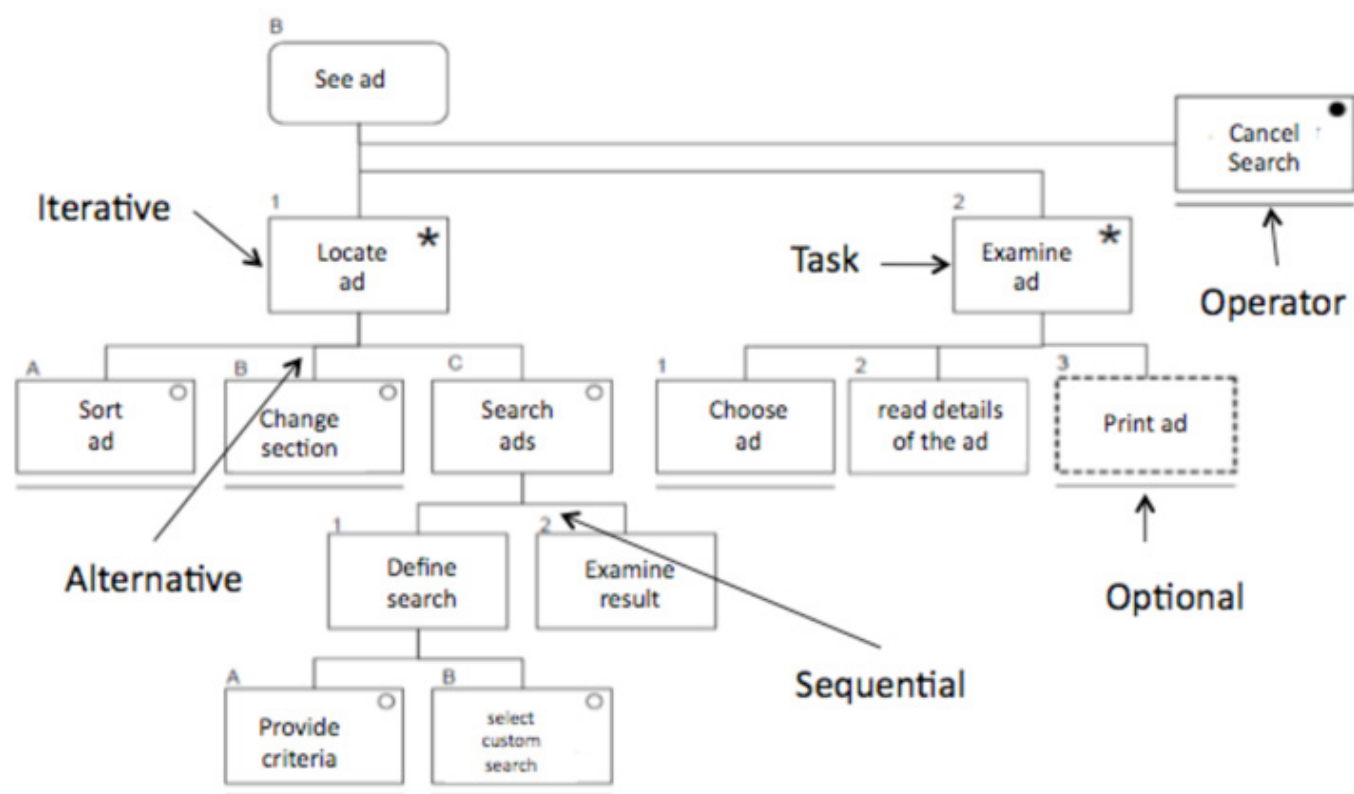 B
See ad
Cancel
Search
Iterative
1
Locate
ad
*
Task
2
Examine
ad
*
Operator
A
Sort
ad
B
Change
section
C
Search
ads
1
Choose
ad
2
read details
of the ad
3
Print ad
Alternative
1
Define
search
2
Examine
result
Optional
Sequential
A
Provide
criteria
B
select
custom
search